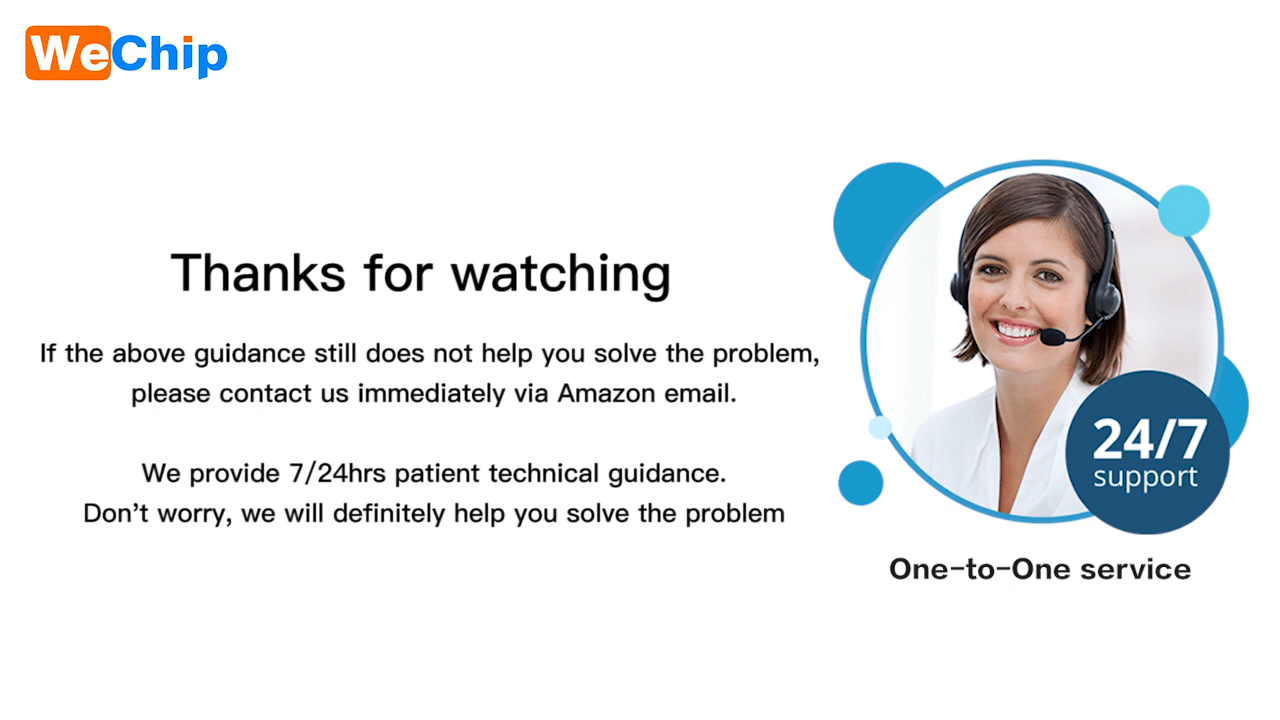 WeChip
Thanks for watching
If the above guidance still does not help you solve the problem,
please contact us immediately via Amazon email.
We provide 7/24hrs patient technical guidance.
Don’t worry, we will definitely help you solve the problem
24/7
support
One-to-One service